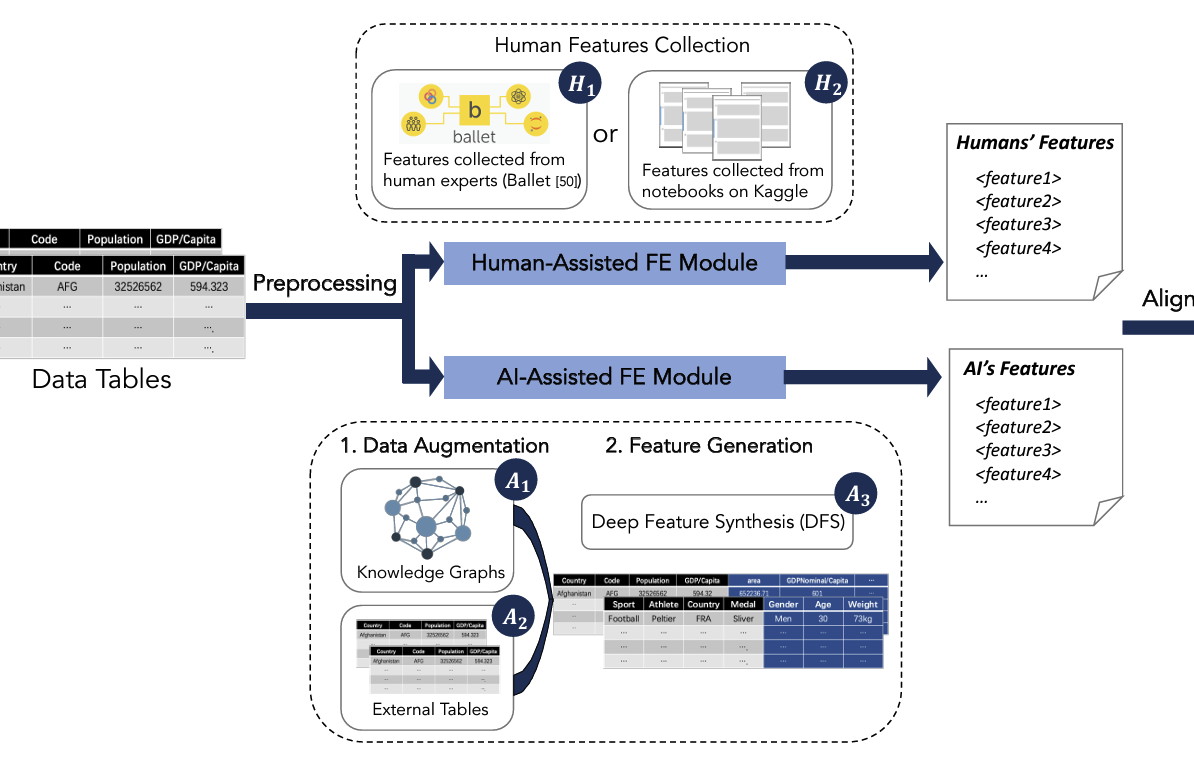 Human Features Collection
H1
b
ballet
Features collected from
human experts (Ballet [50])
or
H2
Features collected from
notebooks on Kaggle
Humans' Features
<feature1>
<feature2>
<feature3>
<feature4>
...
Code Population GDP/Capita
ntry Code Population GDP/Capita
nistan AFG 32526562 594.323
... ... ...
... ... ...
... ... ...
Data Tables
Preprocessing
Human-Assisted FE Module
AI-Assisted FE Module
Align
AI's Features
<feature1>
<feature2>
<feature3>
<feature4>
...
1. Data Augmentation
A1
Knowledge Graphs
A2
Country Code Population GDP/Capita
Afghanistan AFG 32526562 594.323
Country Code Population GDP/Capita
Afghanistan AFG 32526562 594.323
... ... ... ...
... ... ... ...
External Tables
2. Feature Generation
A3
Deep Feature Synthesis (DFS)
Country Code Population GDP/Capita area GDPNominal/Capita ...
Afghanistan AFG 32526562 594.32 652236.71 601
Sport Athlete Country Medal Gender Age Weight
Football Peltier FRA Sliver Men 30 73kg
... ... ... ... ... ... ...
... ... ... ... ... ... ...
... ... ... ... ... ... ...